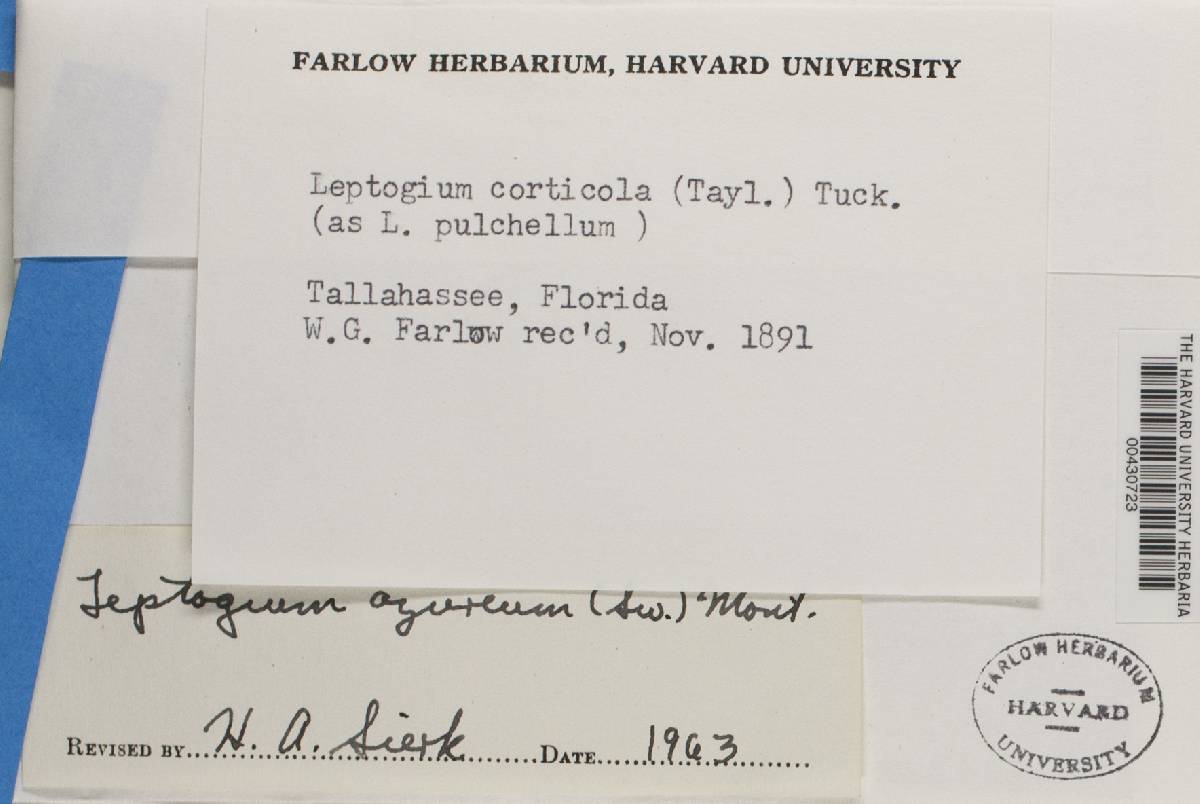 FARLOW HERBARIUM, HARVARD UNIVERSITY
Leptogium corticola (Tayl.) Tuck.
(as L. pulchellum )
Tallahassee, Florida
W.G. Farlow rec'd, Nov. 1891
Leptogium azureum (Sw.) Mont.
REVISED BY... H. A. Sierk ... DATE... 1963 ...
THE HARVARD UNIVERSITY HERBARIA
00430723
FARLOW HERBARIUM
HARVARD
UNIVERSITY